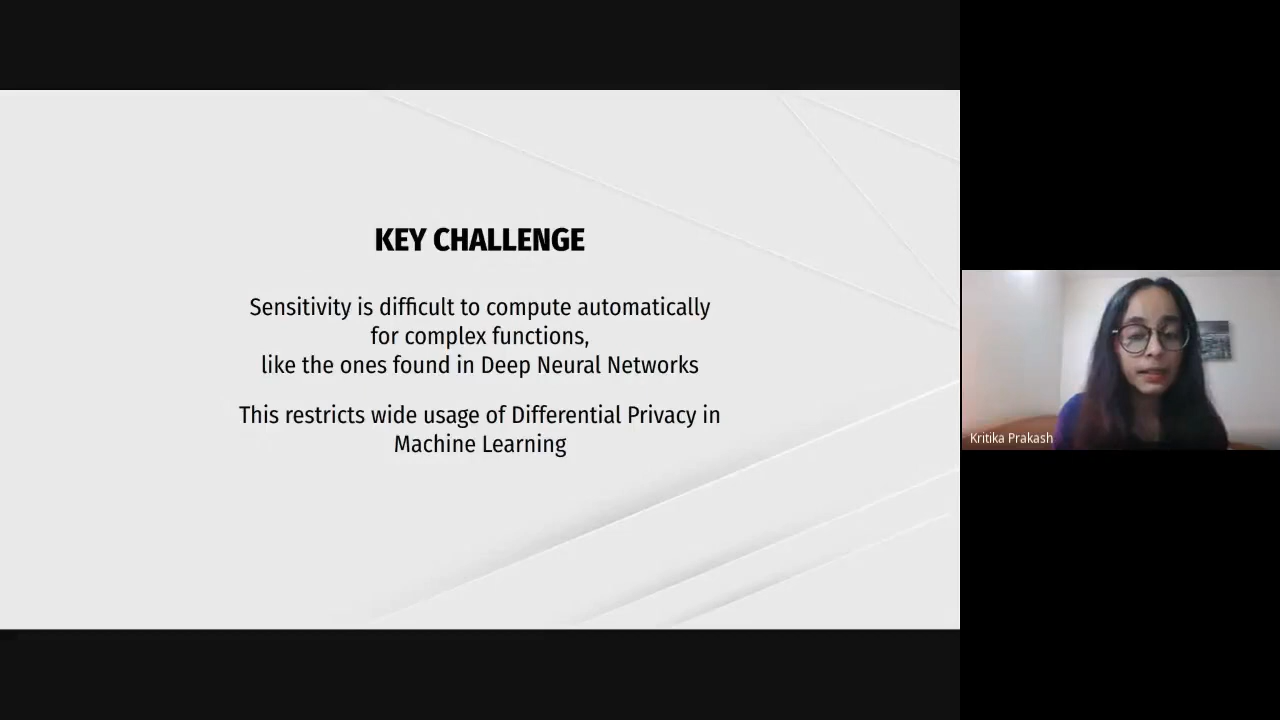 KEY CHALLENGE
Sensitivity is difficult to compute automatically
for complex functions,
like the ones found in Deep Neural Networks
This restricts wide usage of Differential Privacy in
Machine Learning
Kritika Prakash